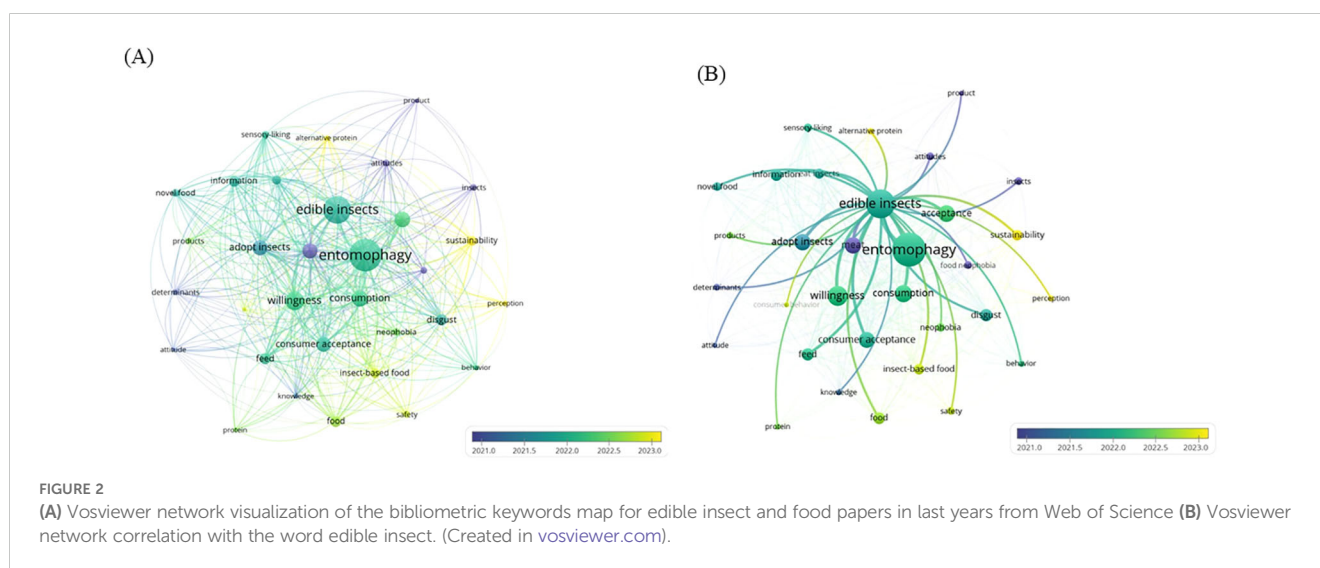 (A)
product
sensory liking
alternative protein
attitudes
information
novel food
insects
edible insects
products
adopt insects
entomophagy
sustainability
determinants
willingness
consumption
perception
disgust
neophobia
attitude
consumer acceptance
feed
insect-based food
behavior
knowledge
safety
food
protein
2021.0 2021.5 2022.0 2022.5 2023.0
(B)
product
sensory liking
alternative protein
attitudes
information
eat insects
novel food
insects
edible insects
acceptance
products
adopt insects
meat
entomophagy
sustainability
food neophobia
determinants
willingness
consumption
perception
consumer behavior
disgust
neophobia
attitude
consumer acceptance
feed
insect-based food
behavior
knowledge
safety
food
protein
2021.0 2021.5 2022.0 2022.5 2023.0
FIGURE 2
(A) Vosviewer network visualization of the bibliometric keywords map for edible insect and food papers in last years from Web of Science (B) Vosviewer
network correlation with the word edible insect. (Created in vosviewer.com).